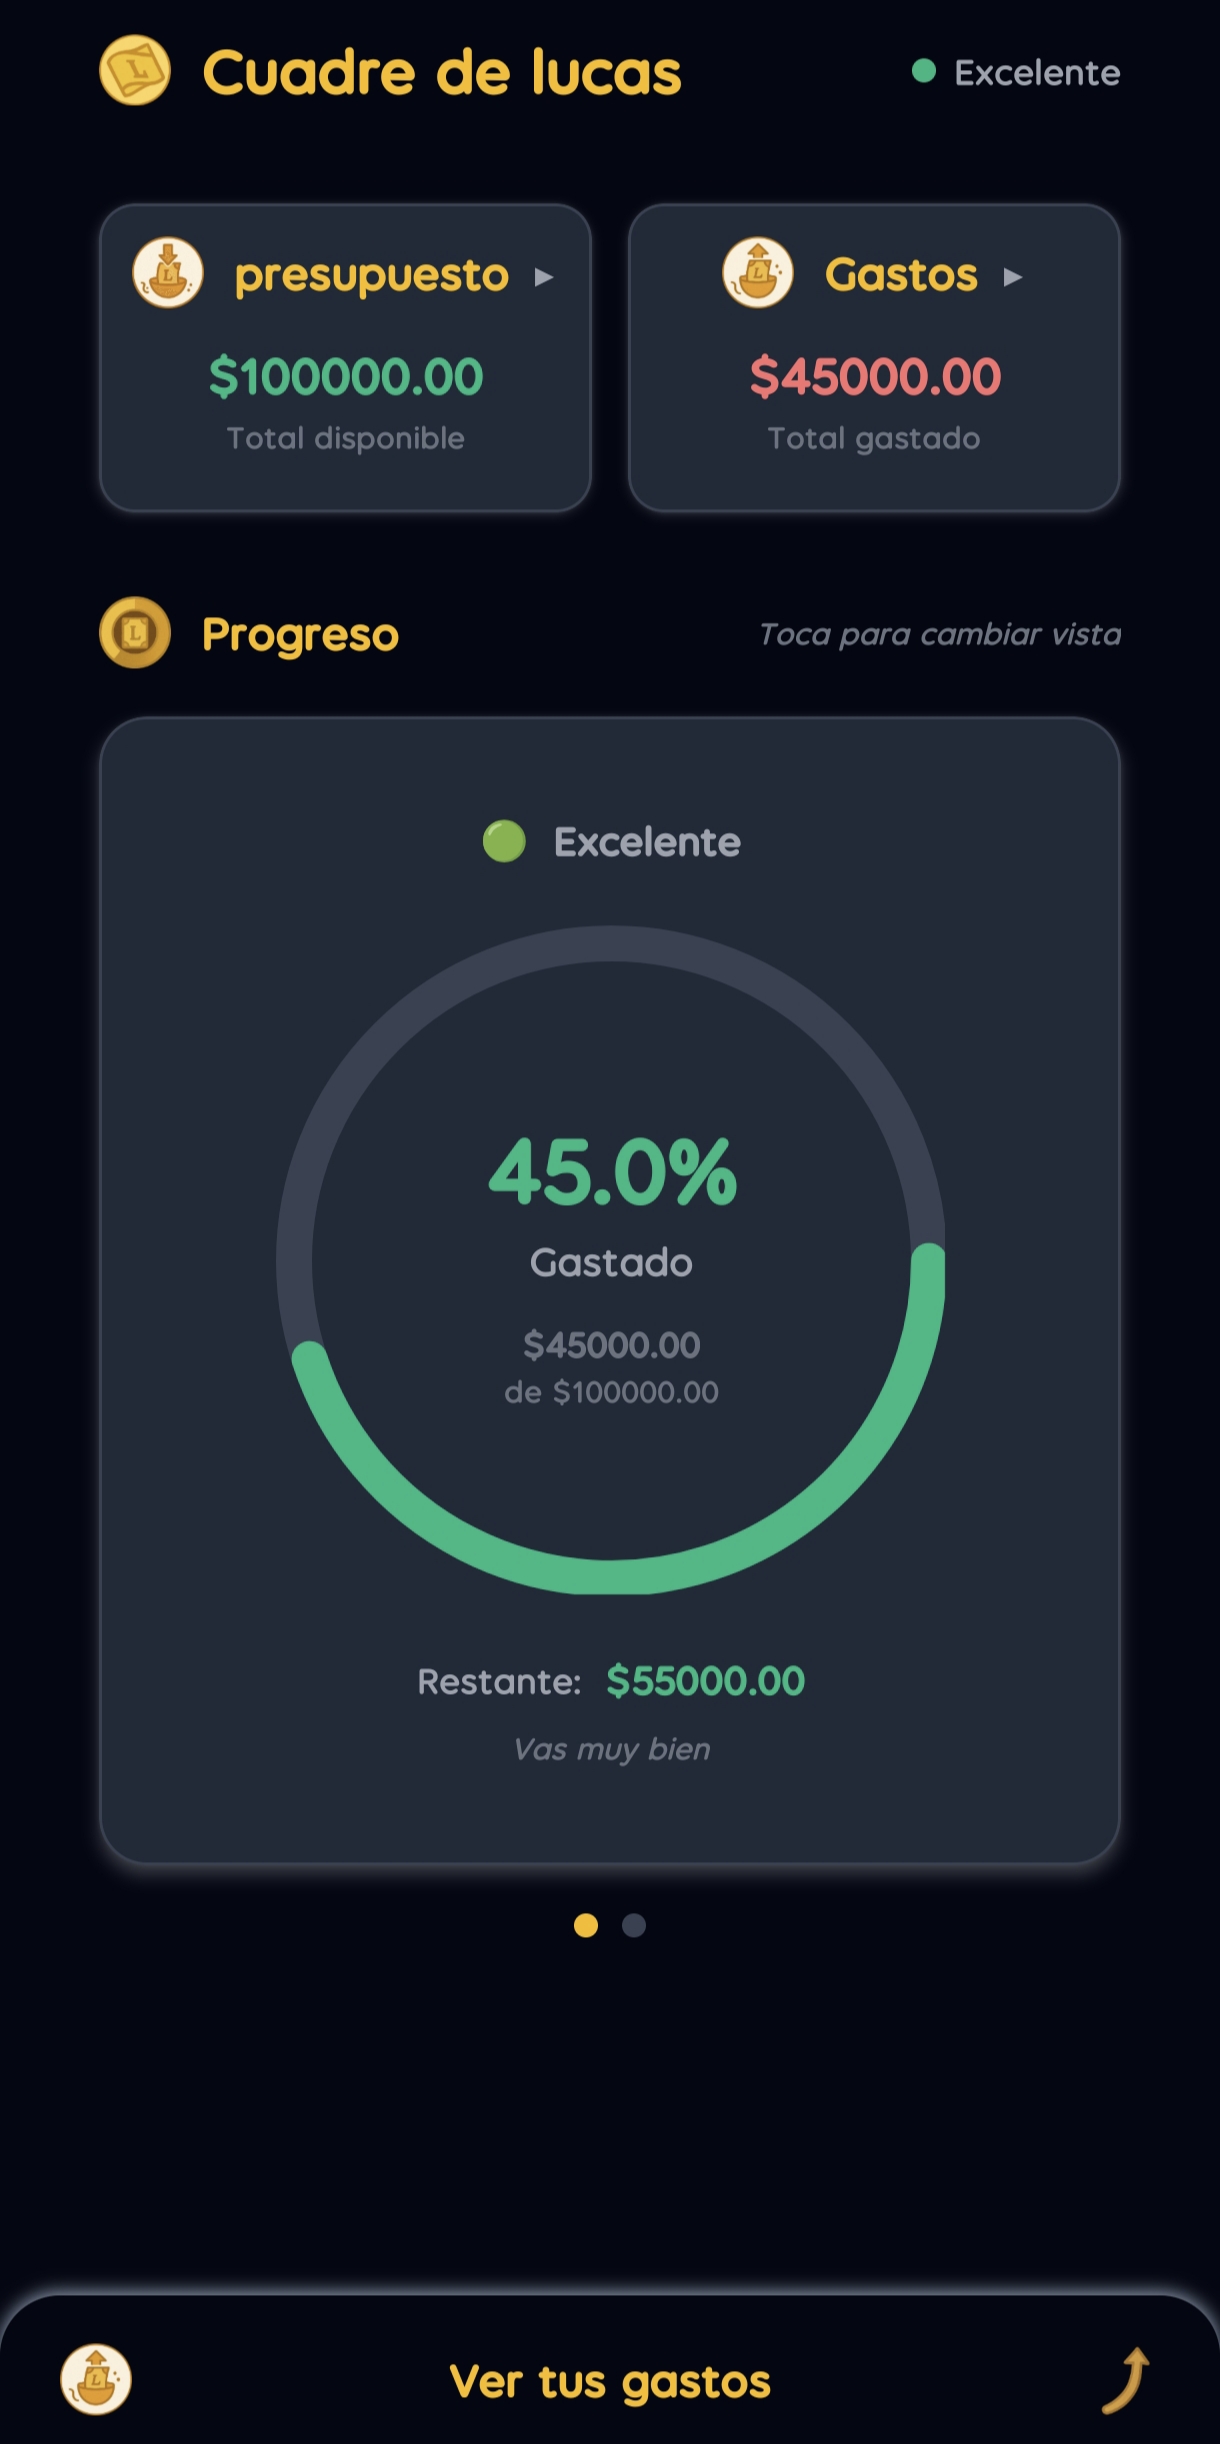 Cuadre de lucas
Excelente
presupuesto ▶
$100000.00
Total disponible
Gastos ▶
$45000.00
Total gastado
Progreso
Toca para cambiar vista
Excelente
45.0%
Gastado
$45000.00
de $100000.00
Restante: $55000.00
Vas muy bien
Ver tus gastos